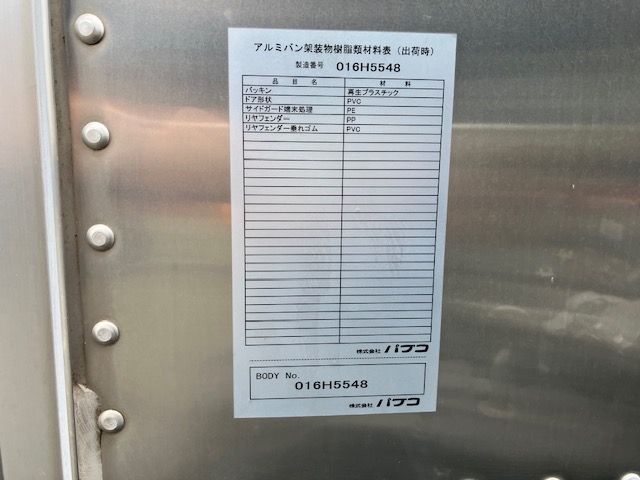 アルミバン架装物樹脂類材料表（出荷時）
製造番号 016H5548
品目名 材料
パッキン 再生プラスチック
ドア形状 PVC
サイドガード端末処理 PE
リヤフェンダー PP
リヤフェンダー垂れゴム PVC
株式会社 パブコ
BODY No.
016H5548
株式会社 パブコ